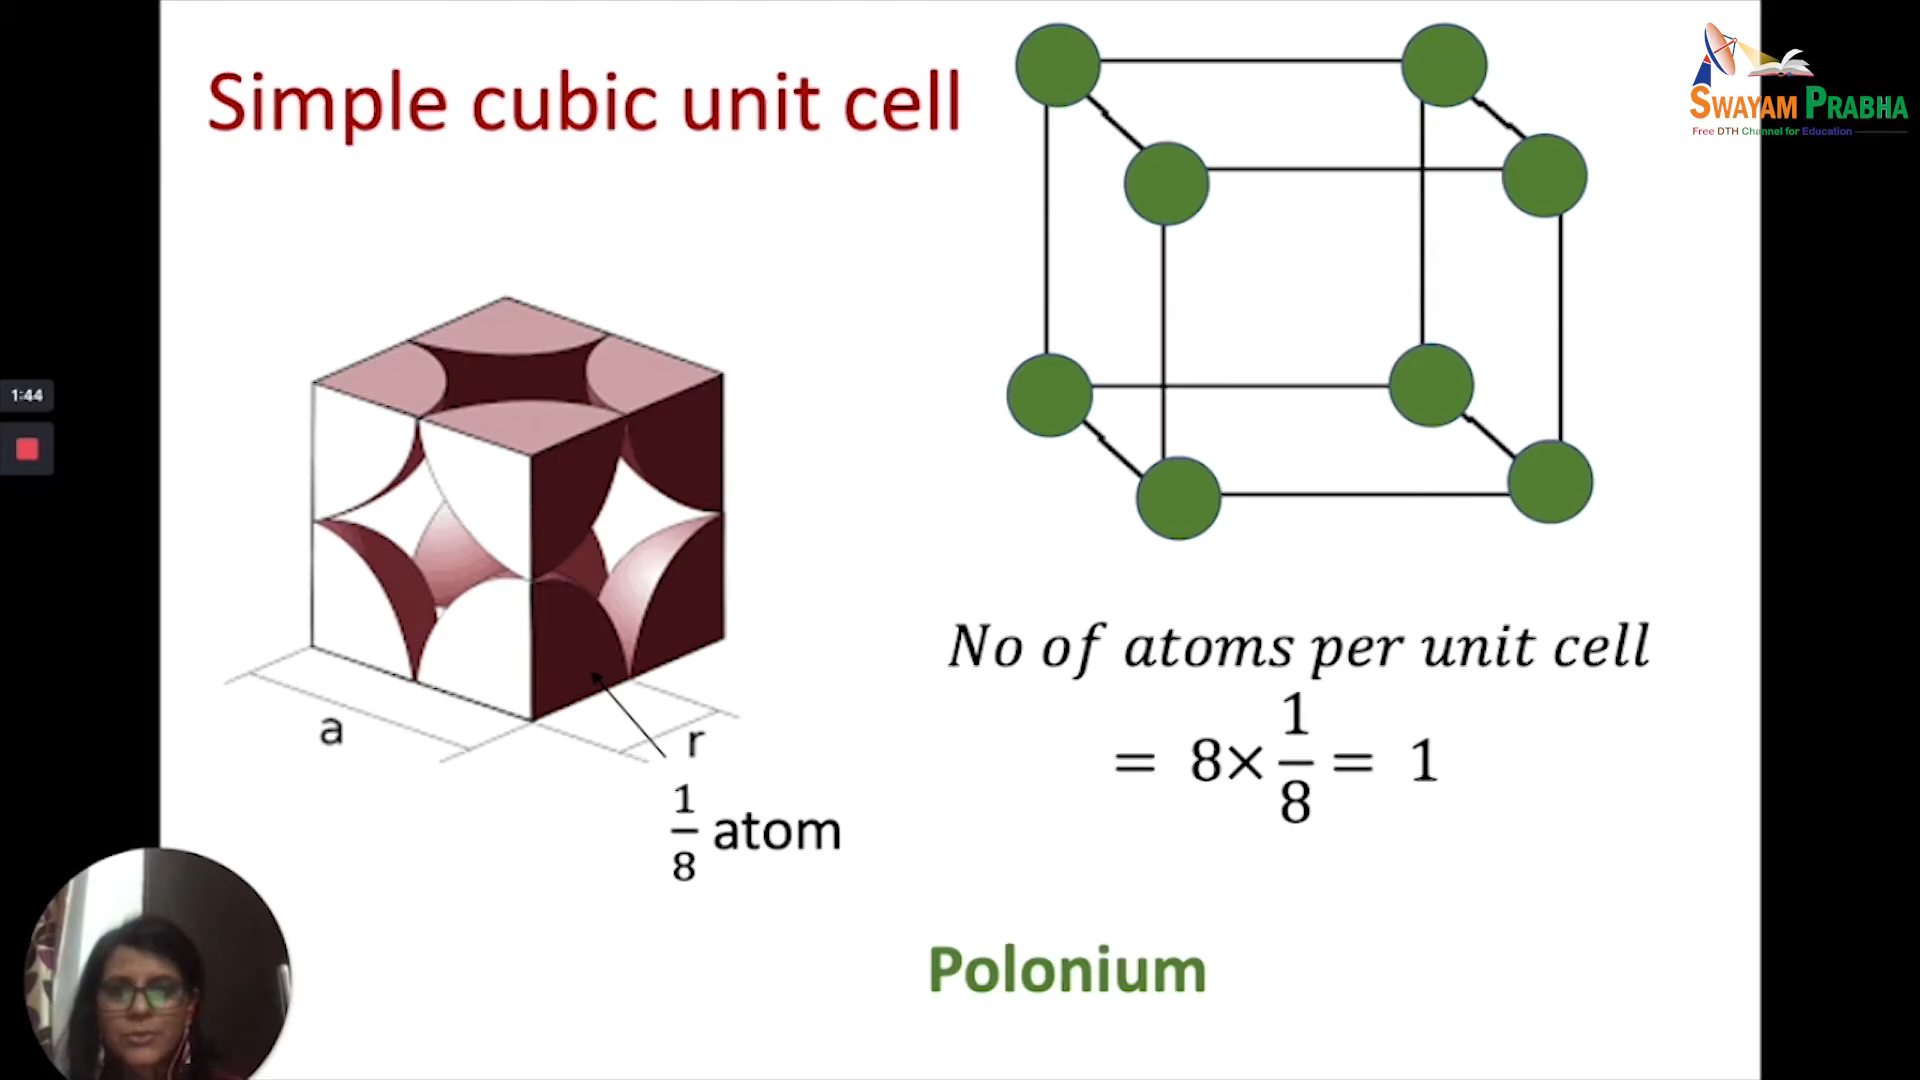 Simple cubic unit cell
SWAYAM PRABHA
Free DTH Channel for Education
1:44
a
r
1/8 atom
No of atoms per unit cell
= 8×1/8 = 1
Polonium